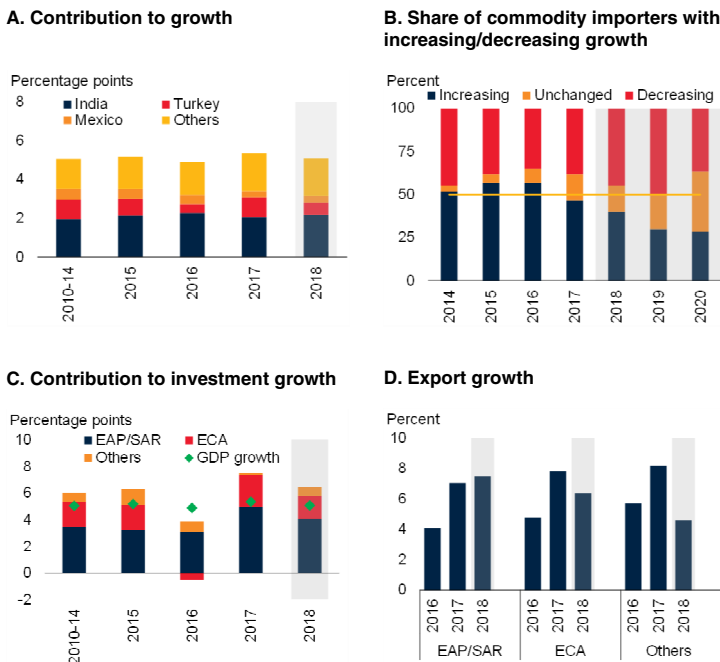 A. Contribution to growth
Percentage points
India Turkey
Mexico Others
8
6
4
2
0
2010-14 2015 2016 2017 2018
B. Share of commodity importers with
increasing/decreasing growth
Percent
Increasing Unchanged Decreasing
100
75
50
25
0
2014 2015 2016 2017 2018 2019 2020
C. Contribution to investment growth
Percentage points
EAP/SAR ECA
Others GDP growth
10
8
6
4
2
0
-2
2010-14 2015 2016 2017 2018
D. Export growth
Percent
10
8
6
4
2
0
2016 2017 2018 2016 2017 2018 2016 2017 2018
EAP/SAR ECA Others